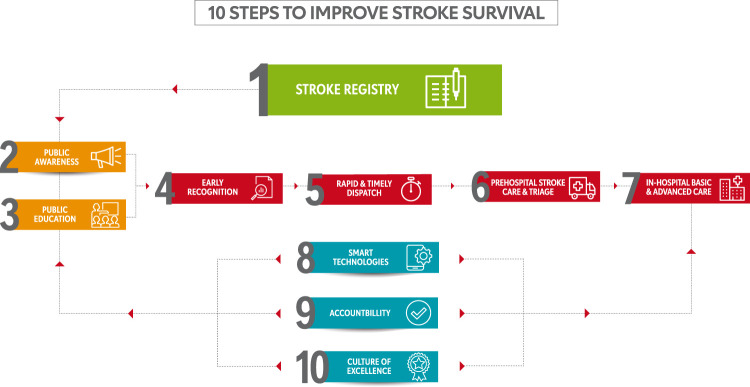 10 STEPS TO IMPROVE STROKE SURVIVAL
1 STROKE REGISTRY
2 PUBLIC
AWARENESS
3 PUBLIC
EDUCATION
4 EARLY
RECOGNITION
5 RAPID & TIMELY
DISPATCH
6 PREHOSPITAL STROKE
CARE & TRIAGE
7 IN-HOSPITAL BASIC
& ADVANCED CARE
8 SMART
TECHNOLOGIES
9 ACCOUNTBILLITY
10 CULTURE OF
EXCELLENCE